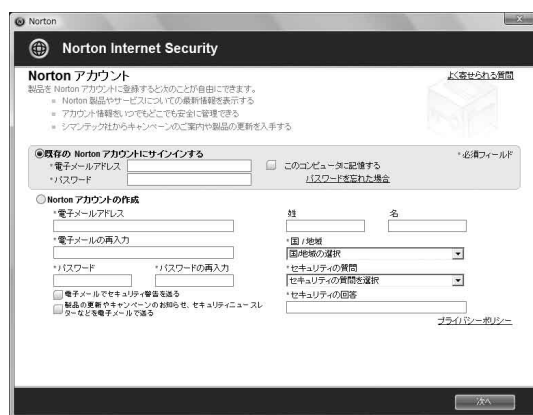 Norton
Norton Internet Security
Norton アカウント
よく寄せられる質問
製品を Norton アカウントに登録すると次のことが自由にできます。
Norton 製品やサービスについての最新情報を表示する
アカウント情報をいつでもどこでも安全に管理できる
シマンテック社からキャンペーンのご案内や製品の更新を入手する
既存の Norton アカウントにサインインする
*必須フィールド
*電子メールアドレス
このコンピュータに記憶する
*パスワード
パスワードを忘れた場合
Norton アカウントの作成
*電子メールアドレス
姓
名
*電子メールの再入力
*国 / 地域
国/地域の選択
*パスワード
*パスワードの再入力
*セキュリティの質問
セキュリティの質問を選択
電子メールでセキュリティ警告を送る
*セキュリティの回答
製品の更新やキャンペーンのお知らせ、セキュリティニュースレ
ターなどを電子メールで送る
プライバシーポリシー
次へ